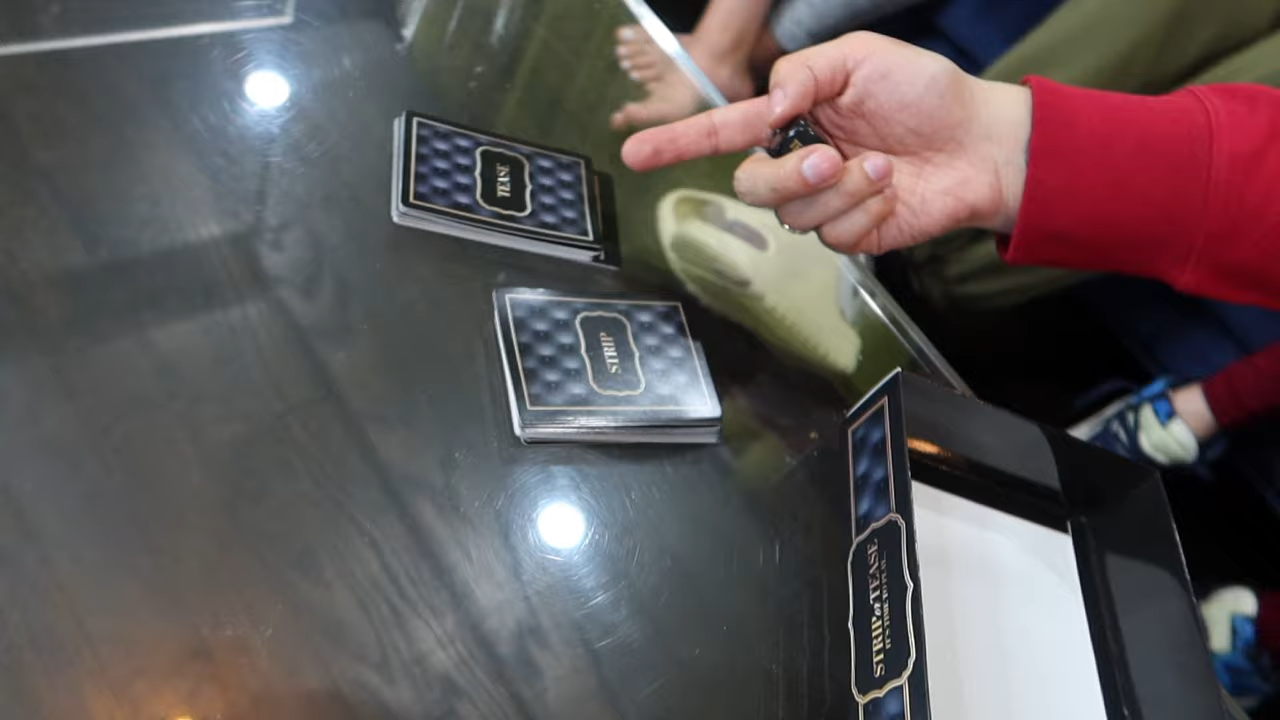 TEASE
STRIP
STRIP or TEASE
IT'S TIME TO PLAY...